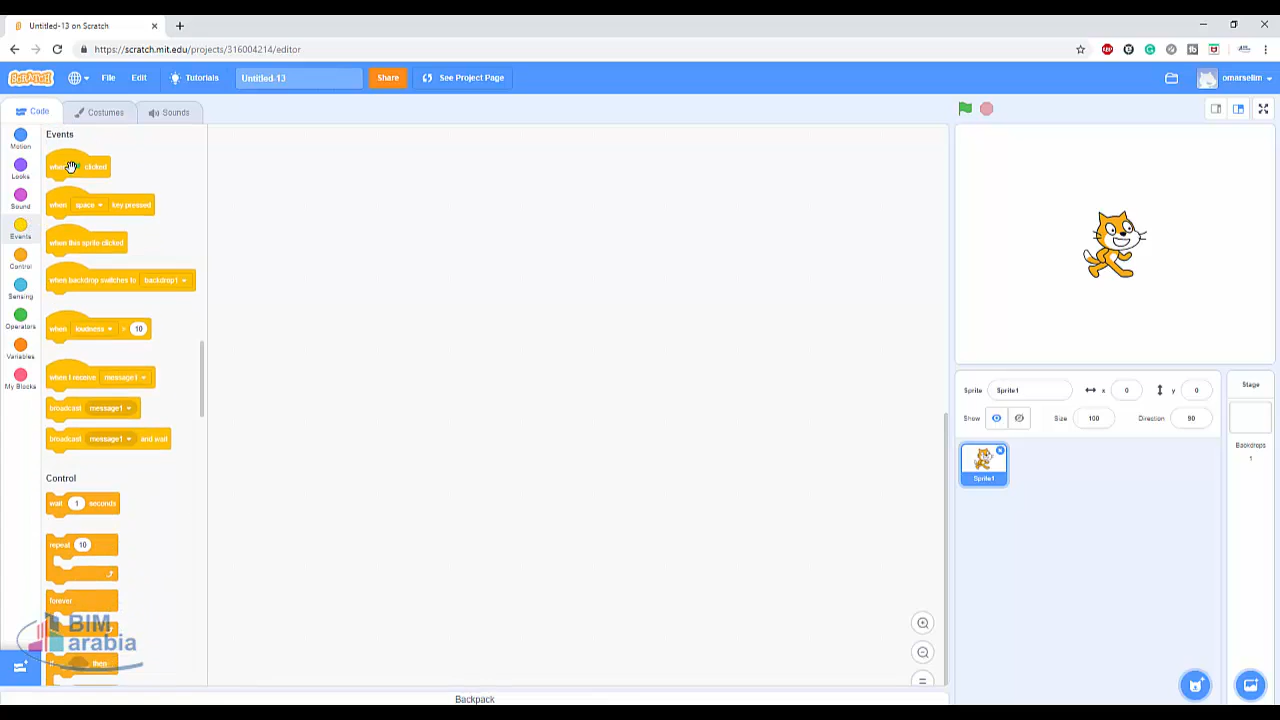 Untitled-13 on Scratch
https://scratch.mit.edu/projects/316004214/editor
SCRATCH
File
Edit
Tutorials
Untitled-13
Share
See Project Page
omarselim
Code
Costumes
Sounds
Motion
Looks
Sound
Events
Control
Sensing
Operators
Variables
My Blocks
Events
when clicked
when space key pressed
when this sprite clicked
when backdrop switches to backdrop1
when loudness > 10
when I receive message1
broadcast message1
broadcast message1 and wait
Control
wait 1 seconds
repeat 10
forever
if then
BIM
arabia
Sprite
Sprite1
x
0
y
0
Show
Size
100
Direction
90
Sprite1
Stage
Backdrops
1
Backpack